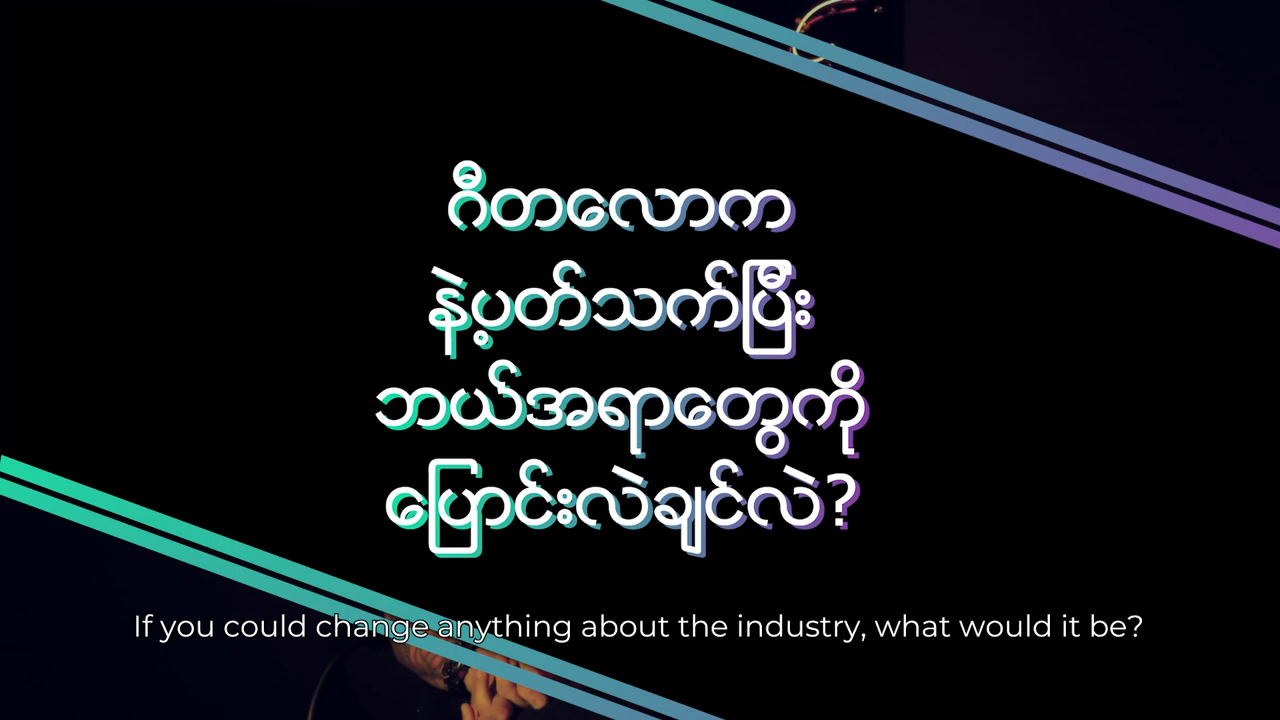 ဂီတလောက
နဲ့ပတ်သက်ပြီး
ဘယ်အရာတွေကို
ပြောင်းလဲချင်လဲ?
If you could change anything about the industry, what would it be?